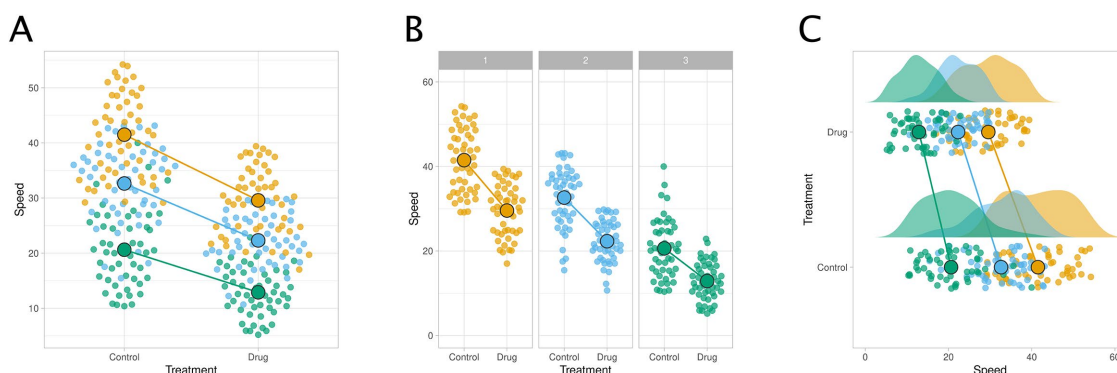 A
Speed
50
40
30
20
10
Control
Drug
Treatment
B
1
2
3
Speed
60
40
20
0
Control
Drug
Control
Drug
Control
Drug
Treatment
C
Treatment
Drug
Control
0
20
40
60
Speed